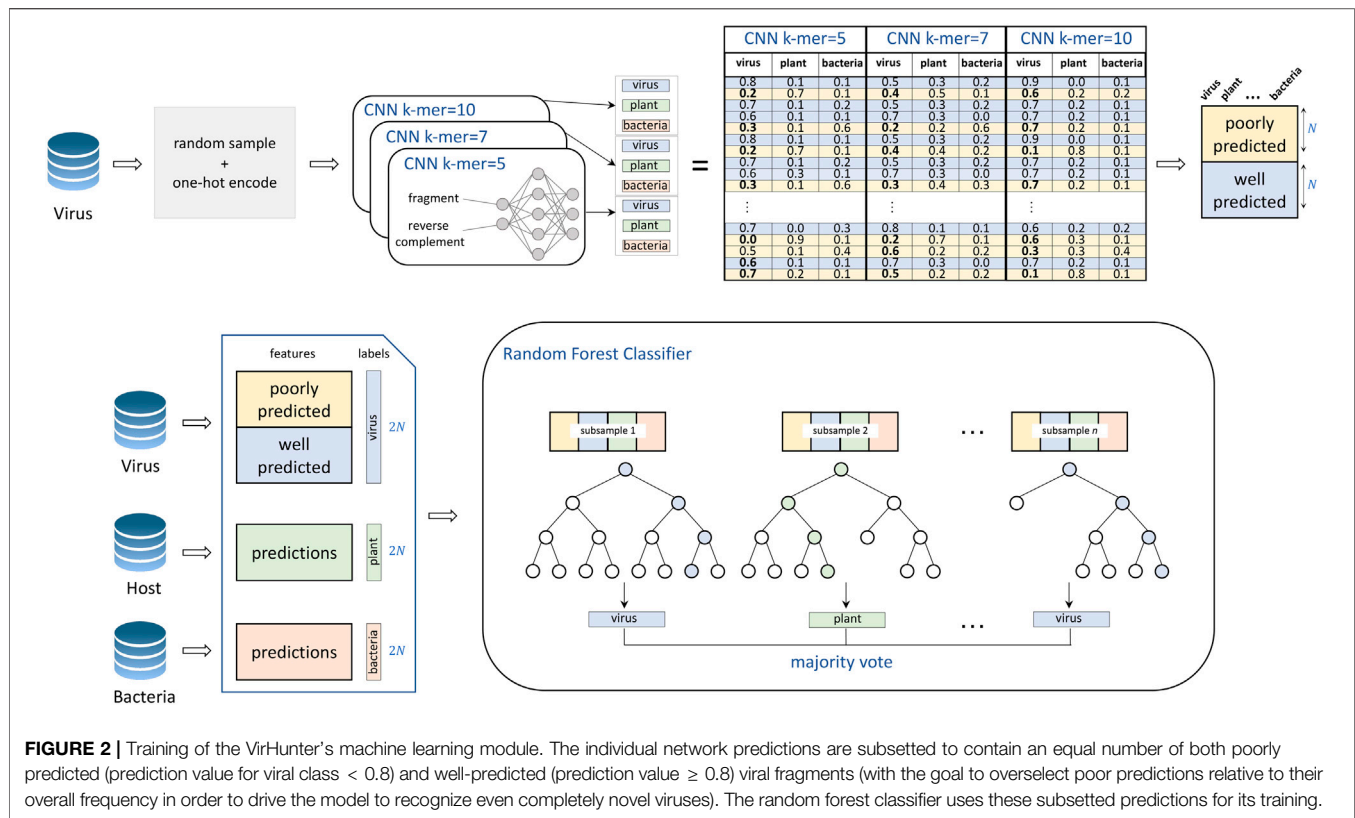 CNN k-mer=5 CNN k-mer=7 CNN k-mer=10
virus plant bacteria virus plant bacteria virus plant bacteria
0.8 0.1 0.1 0.5 0.3 0.2 0.9 0.0 0.1
0.2 0.7 0.1 0.4 0.5 0.1 0.6 0.2 0.2
0.7 0.1 0.2 0.5 0.3 0.2 0.7 0.2 0.1
0.6 0.1 0.1 0.7 0.3 0.0 0.7 0.2 0.1
0.3 0.1 0.6 0.2 0.2 0.6 0.7 0.2 0.1
0.8 0.1 0.1 0.5 0.3 0.2 0.9 0.0 0.1
0.2 0.7 0.1 0.4 0.4 0.2 0.1 0.8 0.1
0.7 0.1 0.2 0.5 0.3 0.2 0.7 0.2 0.1
0.6 0.3 0.1 0.7 0.3 0.0 0.7 0.2 0.1
0.3 0.1 0.6 0.3 0.4 0.3 0.7 0.2 0.1
⋮ ⋮ ⋮
0.7 0.0 0.3 0.8 0.1 0.1 0.6 0.2 0.2
0.0 0.9 0.1 0.2 0.7 0.1 0.6 0.3 0.1
0.5 0.1 0.4 0.6 0.2 0.2 0.3 0.3 0.4
0.6 0.1 0.1 0.7 0.3 0.0 0.7 0.2 0.1
0.7 0.2 0.1 0.5 0.2 0.2 0.1 0.8 0.1
Virus
random sample
+
one-hot encode
CNN k-mer=10
CNN k-mer=7
CNN k-mer=5
fragment
reverse
complement
virus
plant
bacteria
virus
plant
bacteria
virus
plant
bacteria
=
virus plant ... bacteria
poorly
predicted
N
well
predicted
N
features labels
Virus
poorly
predicted
well
predicted
virus
2N
Host
predictions
plant
2N
Bacteria
predictions
bacteria
2N
Random Forest Classifier
subsample 1 subsample 2 ... subsample n
virus plant ... virus
majority vote
FIGURE 2 | Training of the VirHunter's machine learning module. The individual network predictions are subsetted to contain an equal number of both poorly
predicted (prediction value for viral class < 0.8) and well-predicted (prediction value ≥ 0.8) viral fragments (with the goal to overselect poor predictions relative to their
overall frequency in order to drive the model to recognize even completely novel viruses). The random forest classifier uses these subsetted predictions for its training.